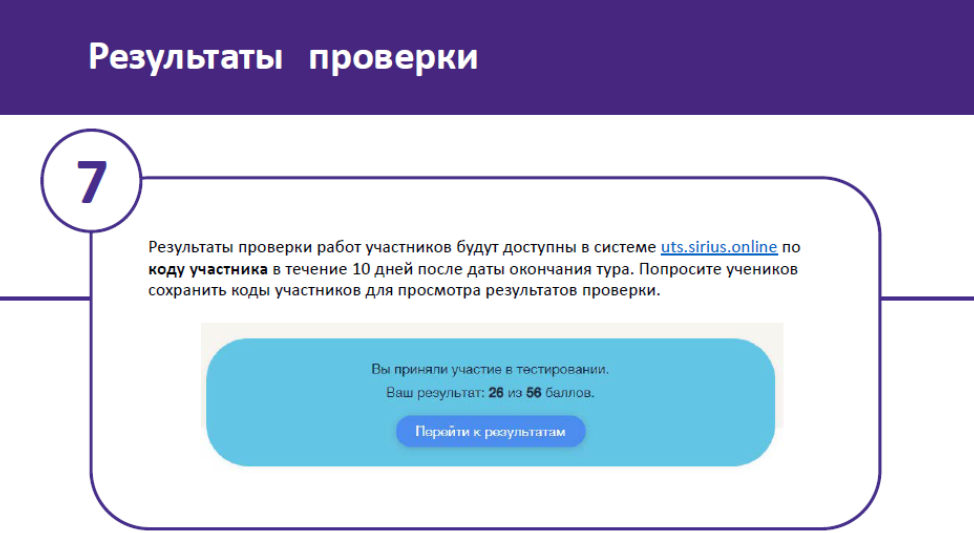 Результаты проверки
7
Результаты проверки работ участников будут доступны в системе uts.sirius.online по
коду участника в течение 10 дней после даты окончания тура. Попросите учеников
сохранить коды участников для просмотра результатов проверки.
Вы приняли участие в тестировании.
Ваш результат: 26 из 56 баллов.
Перейти к результатам